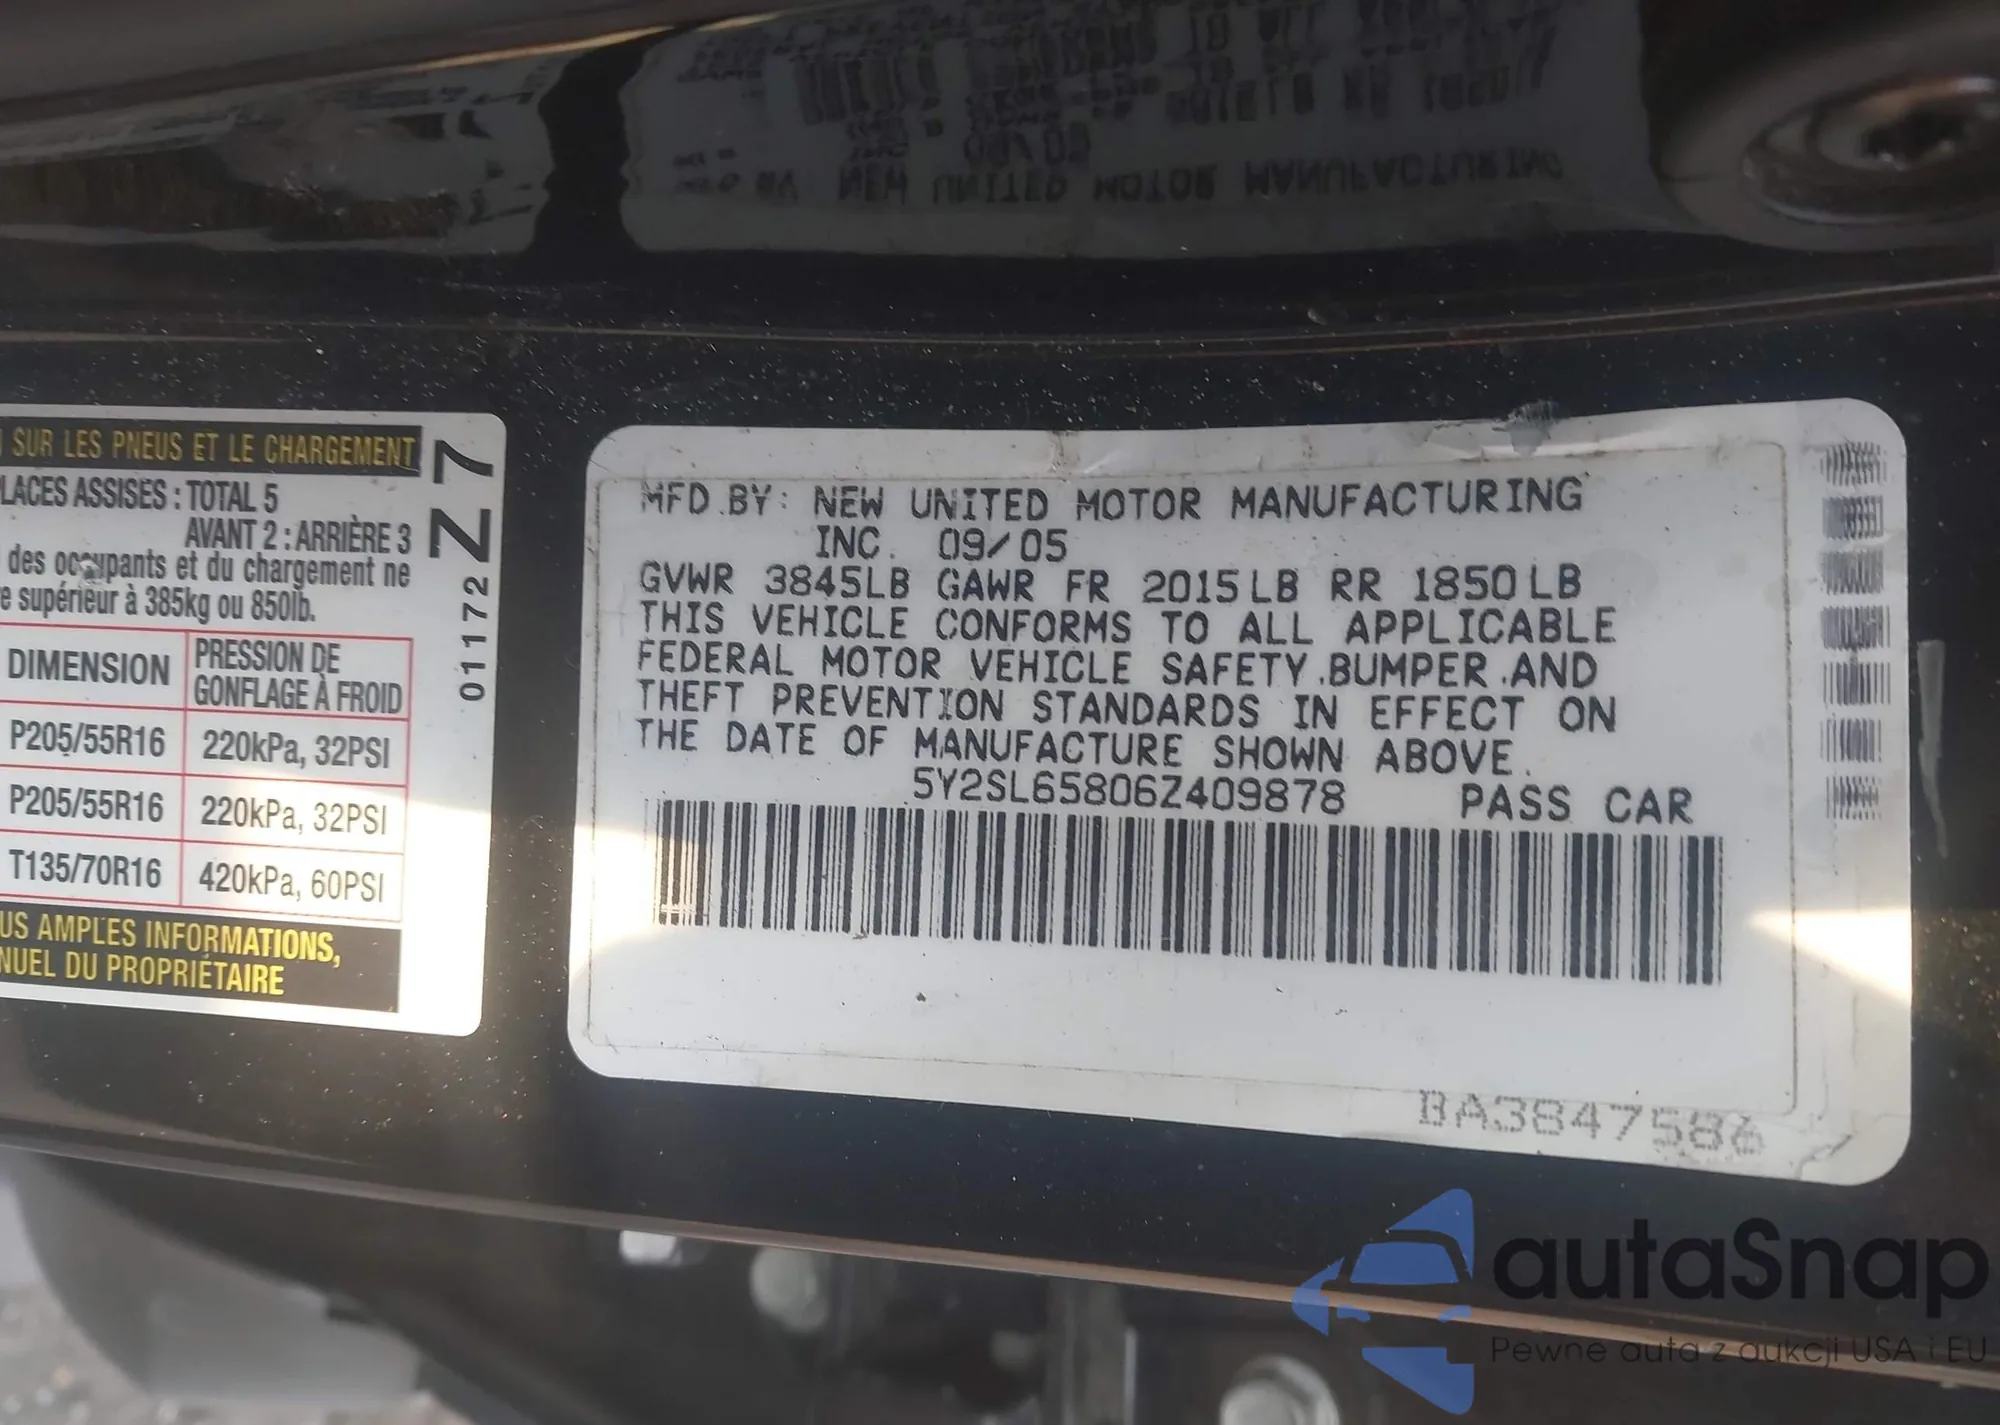 SUR LES PNEUS ET LE CHARGEMENT
PLACES ASSISES : TOTAL 5
AVANT 2 : ARRIÈRE 3
des occupants et du chargement ne
supérieur à 385kg ou 850lb.
DIMENSION
PRESSION DE
GONFLAGE À FROID
P205/55R16 220kPa, 32PSI
P205/55R16 220kPa, 32PSI
T135/70R16 420kPa, 60PSI
US AMPLES INFORMATIONS,
NUEL DU PROPRIÉTAIRE
01172 Z7
MFD.BY: NEW UNITED MOTOR MANUFACTURING
INC. 09/05
GVWR 3845LB GAWR FR 2015LB RR 1850LB
THIS VEHICLE CONFORMS TO ALL APPLICABLE
FEDERAL MOTOR VEHICLE SAFETY.BUMPER.AND
THEFT PREVENTION STANDARDS IN EFFECT ON
THE DATE OF MANUFACTURE SHOWN ABOVE.
5Y2SL65806Z409878 PASS CAR
BA3847586
autaSnap
Pewne auta z aukcji USA i EU